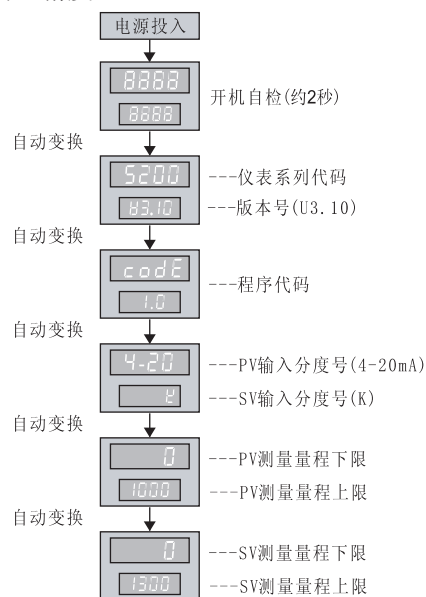 电源投入
8888
开机自检(约2秒)
8888
自动变换
5200
---仪表系列代码
U3.10
---版本号(U3.10)
自动变换
codE
---程序代码
1.0
自动变换
4-20
---PV输入分度号(4-20mA)
K
---SV输入分度号(K)
自动变换
0
---PV测量量程下限
1000
---PV测量量程上限
自动变换
0
---SV测量量程下限
1300
---SV测量量程上限